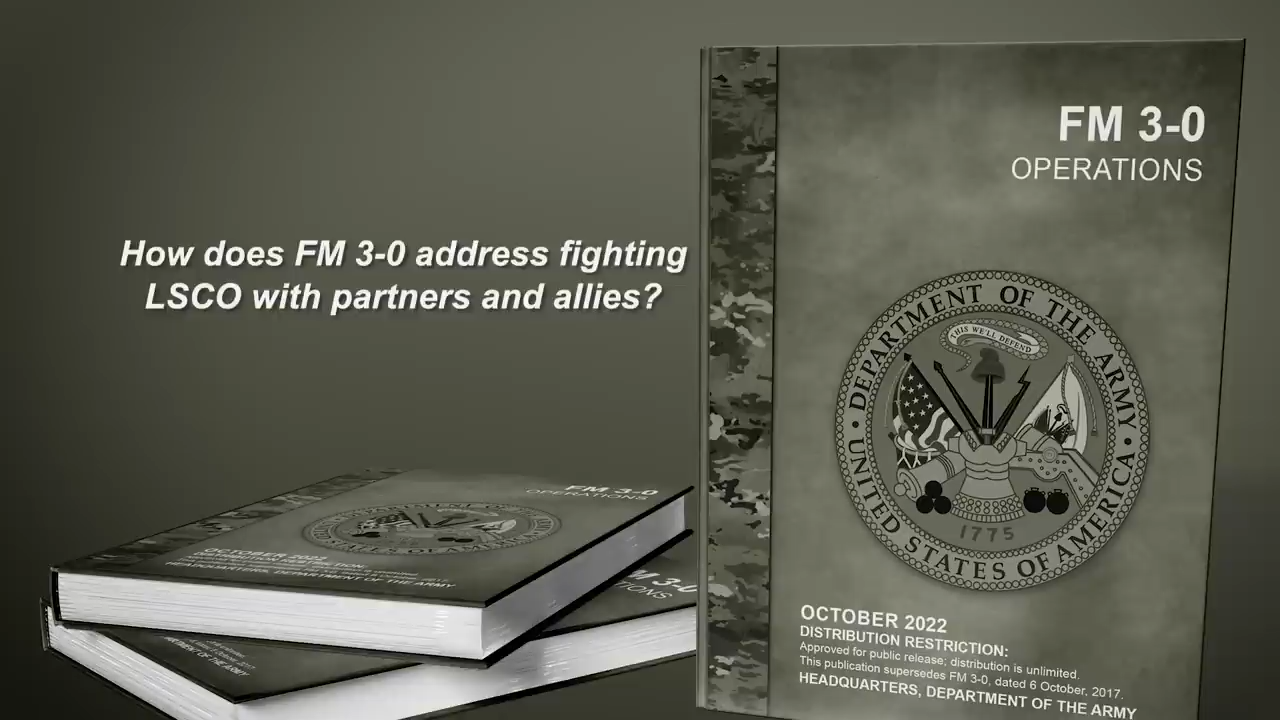 How does FM 3-0 address fighting
LSCO with partners and allies?
FM 3-0
OPERATIONS
UNITED STATES OF AMERICA • DEPARTMENT OF THE ARMY •
THIS WE'LL DEFEND
1775
OCTOBER 2022
DISTRIBUTION RESTRICTION:
Approved for public release; distribution is unlimited.
This publication supersedes FM 3-0, dated 6 October, 2017.
HEADQUARTERS, DEPARTMENT OF THE ARMY
FM 3-0
OPERATIONS
OCTOBER 2022
HEADQUARTERS, DEPARTMENT OF THE ARMY